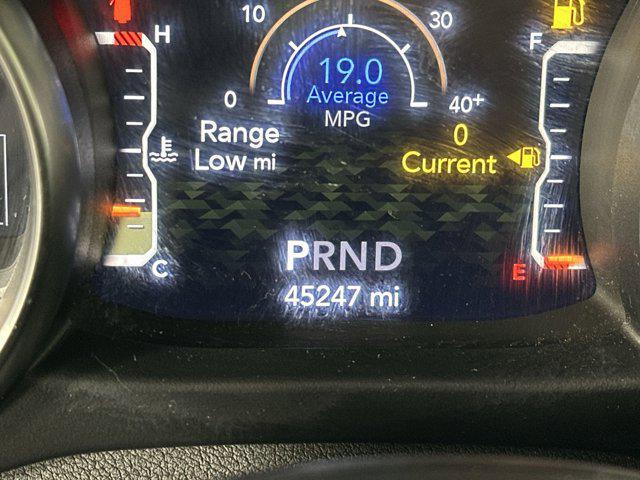 H
10
30
F
19.0
Average
MPG
0
40+
Range
Low mi
0
Current
C
PRND
E
45247 mi